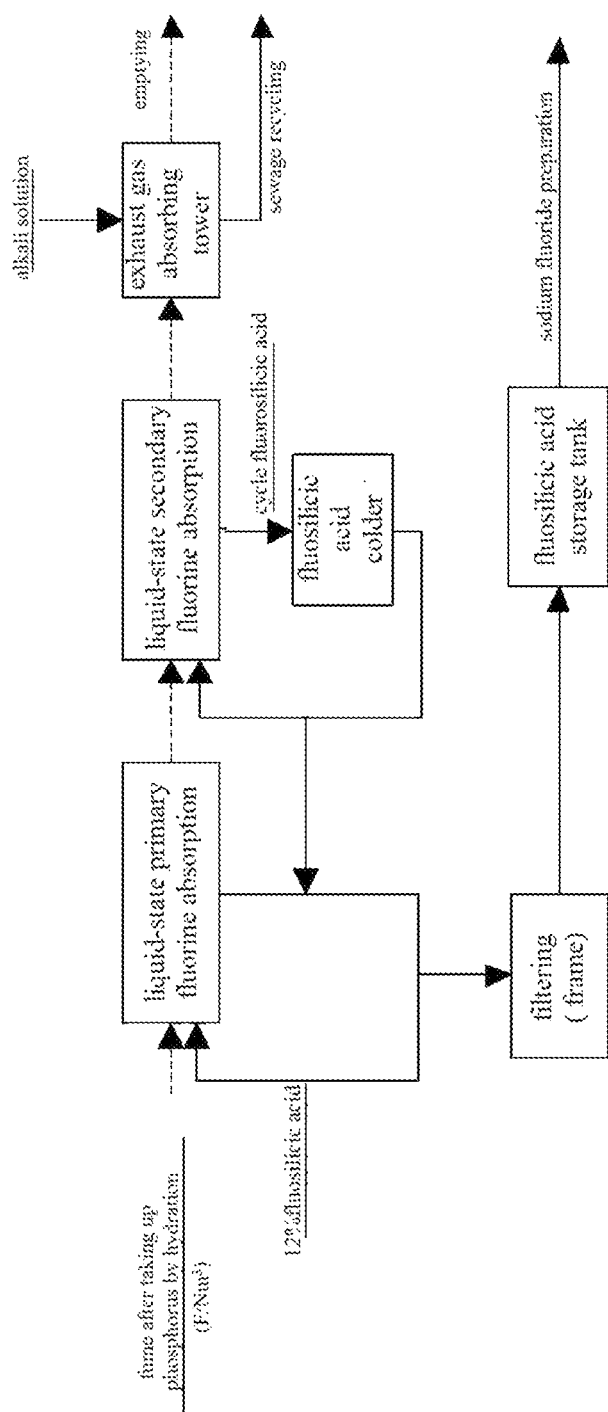 fume after taking up
phosphorus by hydration
(F/Nm³)
liquid-state primary
fluorine absorption
liquid-state secondary
fluorine absorption
exhaust gas
absorbing
tower
alkali solution
emptying
sewage recycling
12%fluosilicic acid
cycle fluorosilicic acid
fluosilicic
acid
colder
filtering
( frame)
fluosilicic acid
storage tank
sodium fluoride preparation